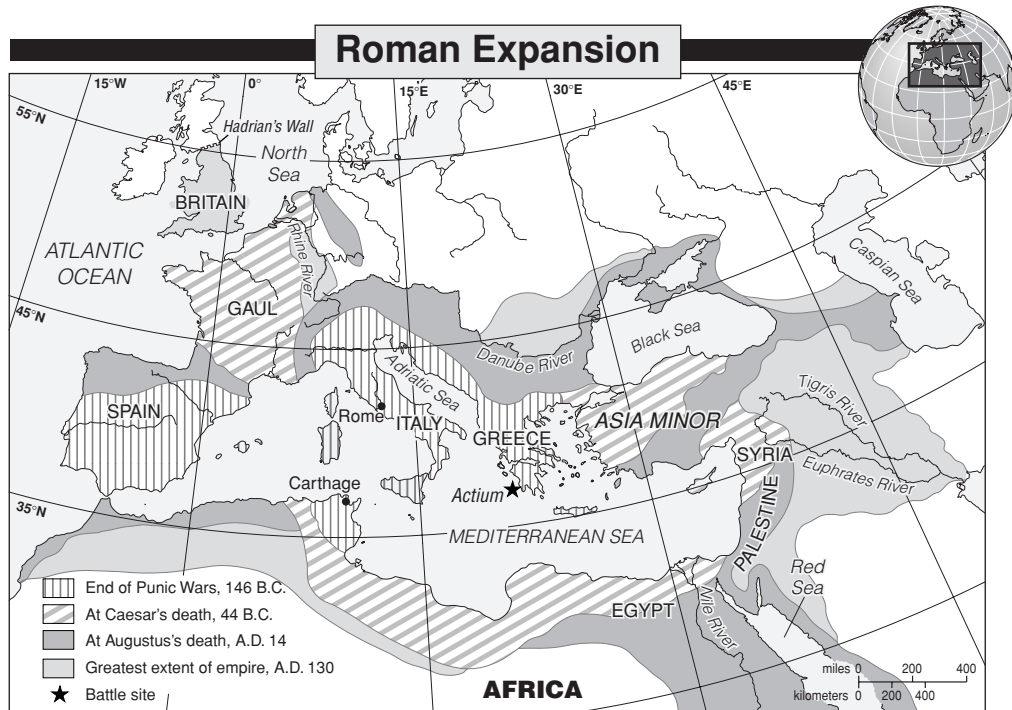 Roman Expansion
15°W
0°
15°E
30°E
45°E
55°N
Hadrian's Wall
North
Sea
BRITAIN
ATLANTIC
OCEAN
Rhine River
Caspian Sea
GAUL
45°N
Black Sea
Danube River
Adriatic Sea
Tigris River
SPAIN
Rome
ITALY
GREECE
ASIA MINOR
SYRIA
Euphrates River
Carthage
Actium
35°N
MEDITERRANEAN SEA
PALESTINE
Red
Sea
EGYPT
Nile River
End of Punic Wars, 146 B.C.
At Caesar's death, 44 B.C.
At Augustus's death, A.D. 14
Greatest extent of empire, A.D. 130
Battle site
AFRICA
miles 0 200 400
kilometers 0 200 400